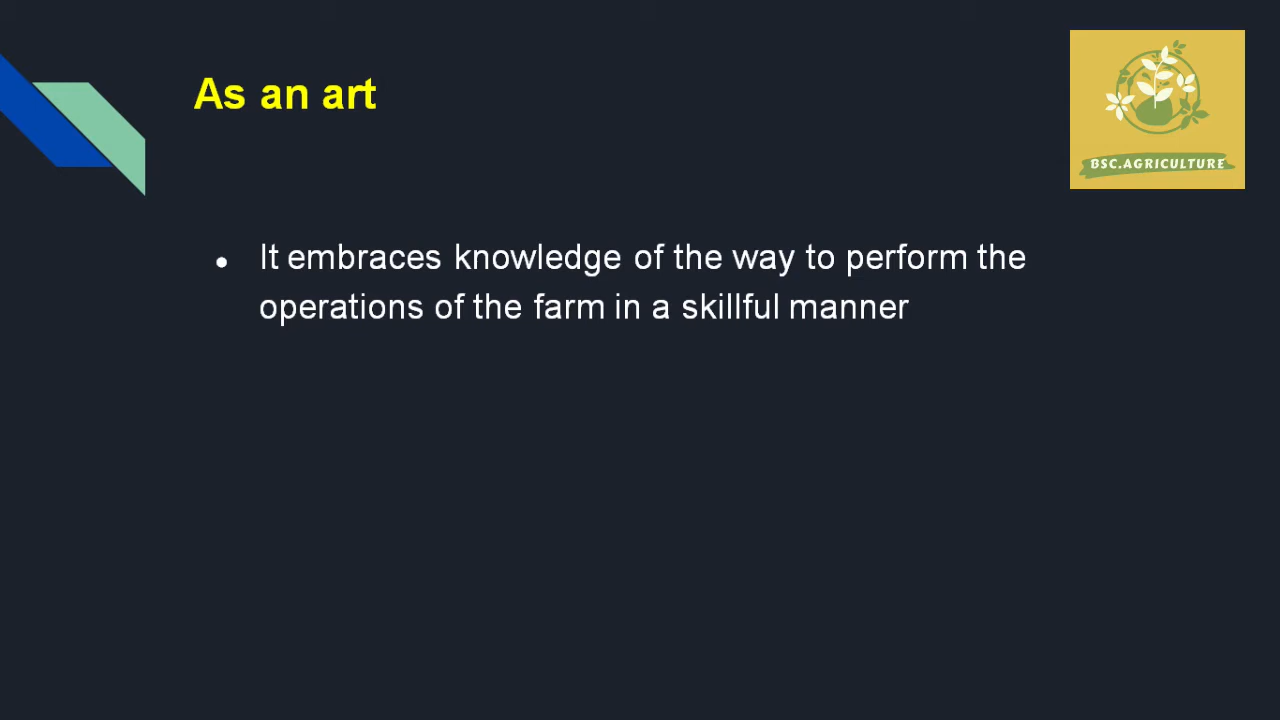 As an art
BSC.AGRICULTURE
● It embraces knowledge of the way to perform the
operations of the farm in a skillful manner